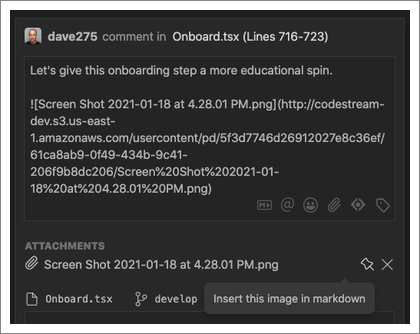 dave275 comment in Onboard.tsx (Lines 716-723)
Let's give this onboarding step a more educational spin.
![Screen Shot 2021-01-18 at 4.28.01 PM.png](http://codestream-
dev.s3.us-east-
1.amazonaws.com/usercontent/pd/5f3d7746d26912027e8c36ef/
61ca8ab9-0f49-434b-9c41-
206f9b8dc206/Screen%20Shot%202021-01-
18%20at%204.28.01%20PM.png)
ATTACHMENTS
Screen Shot 2021-01-18 at 4.28.01 PM.png
Onboard.tsx develop Insert this image in markdown